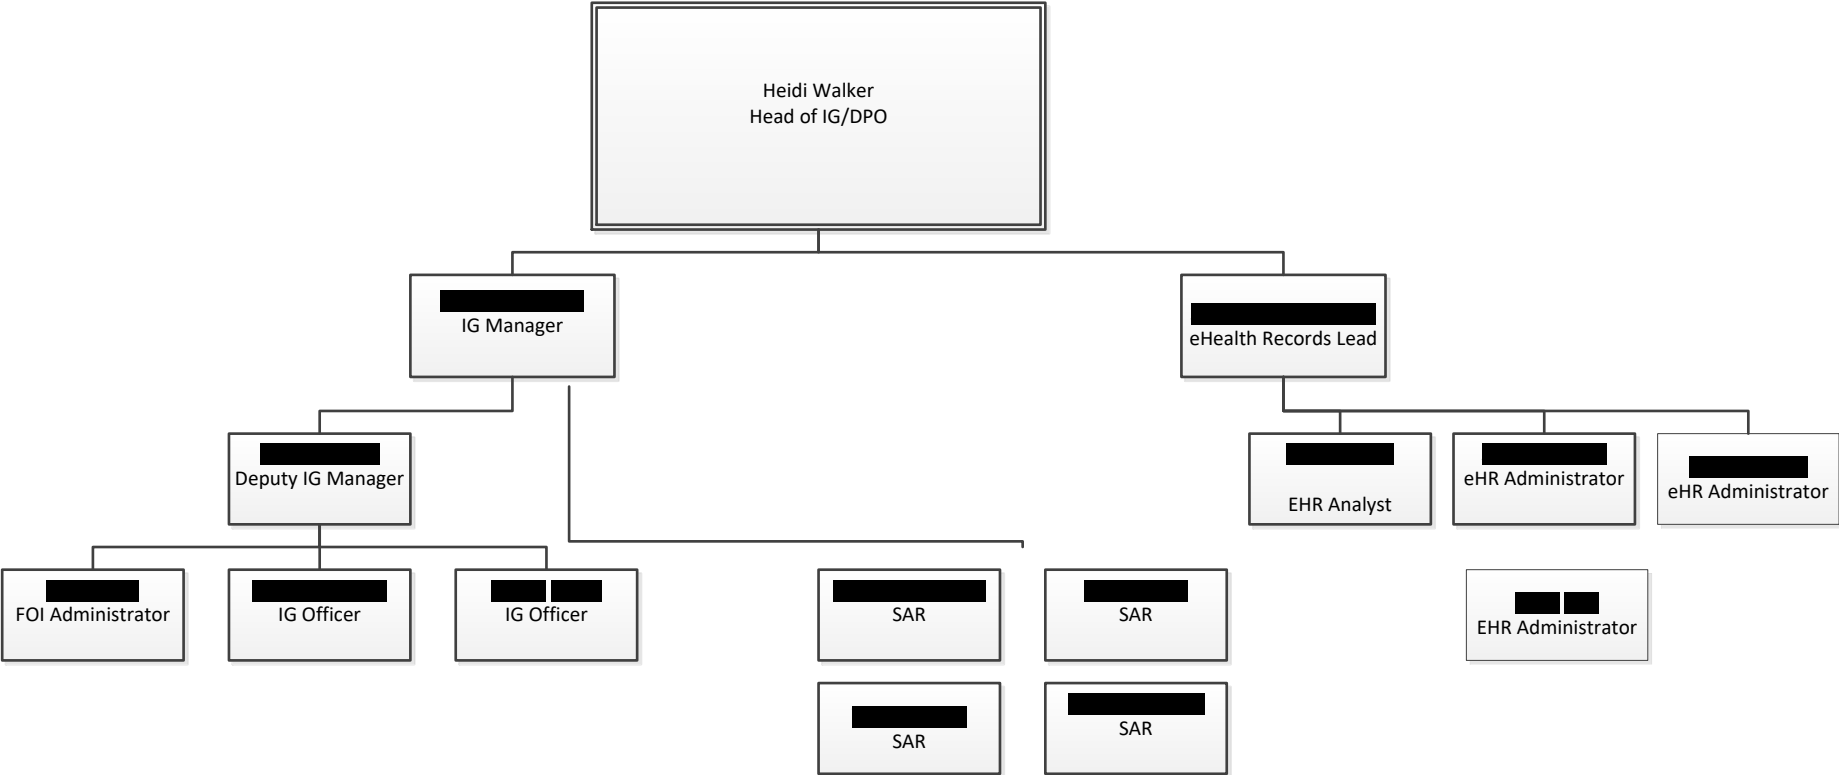 Heidi Walker
Head of IG/DPO
IG Manager
eHealth Records Lead
Deputy IG Manager
EHR Analyst
eHR Administrator
eHR Administrator
FOI Administrator
IG Officer
IG Officer
SAR
SAR
EHR Administrator
SAR
SAR